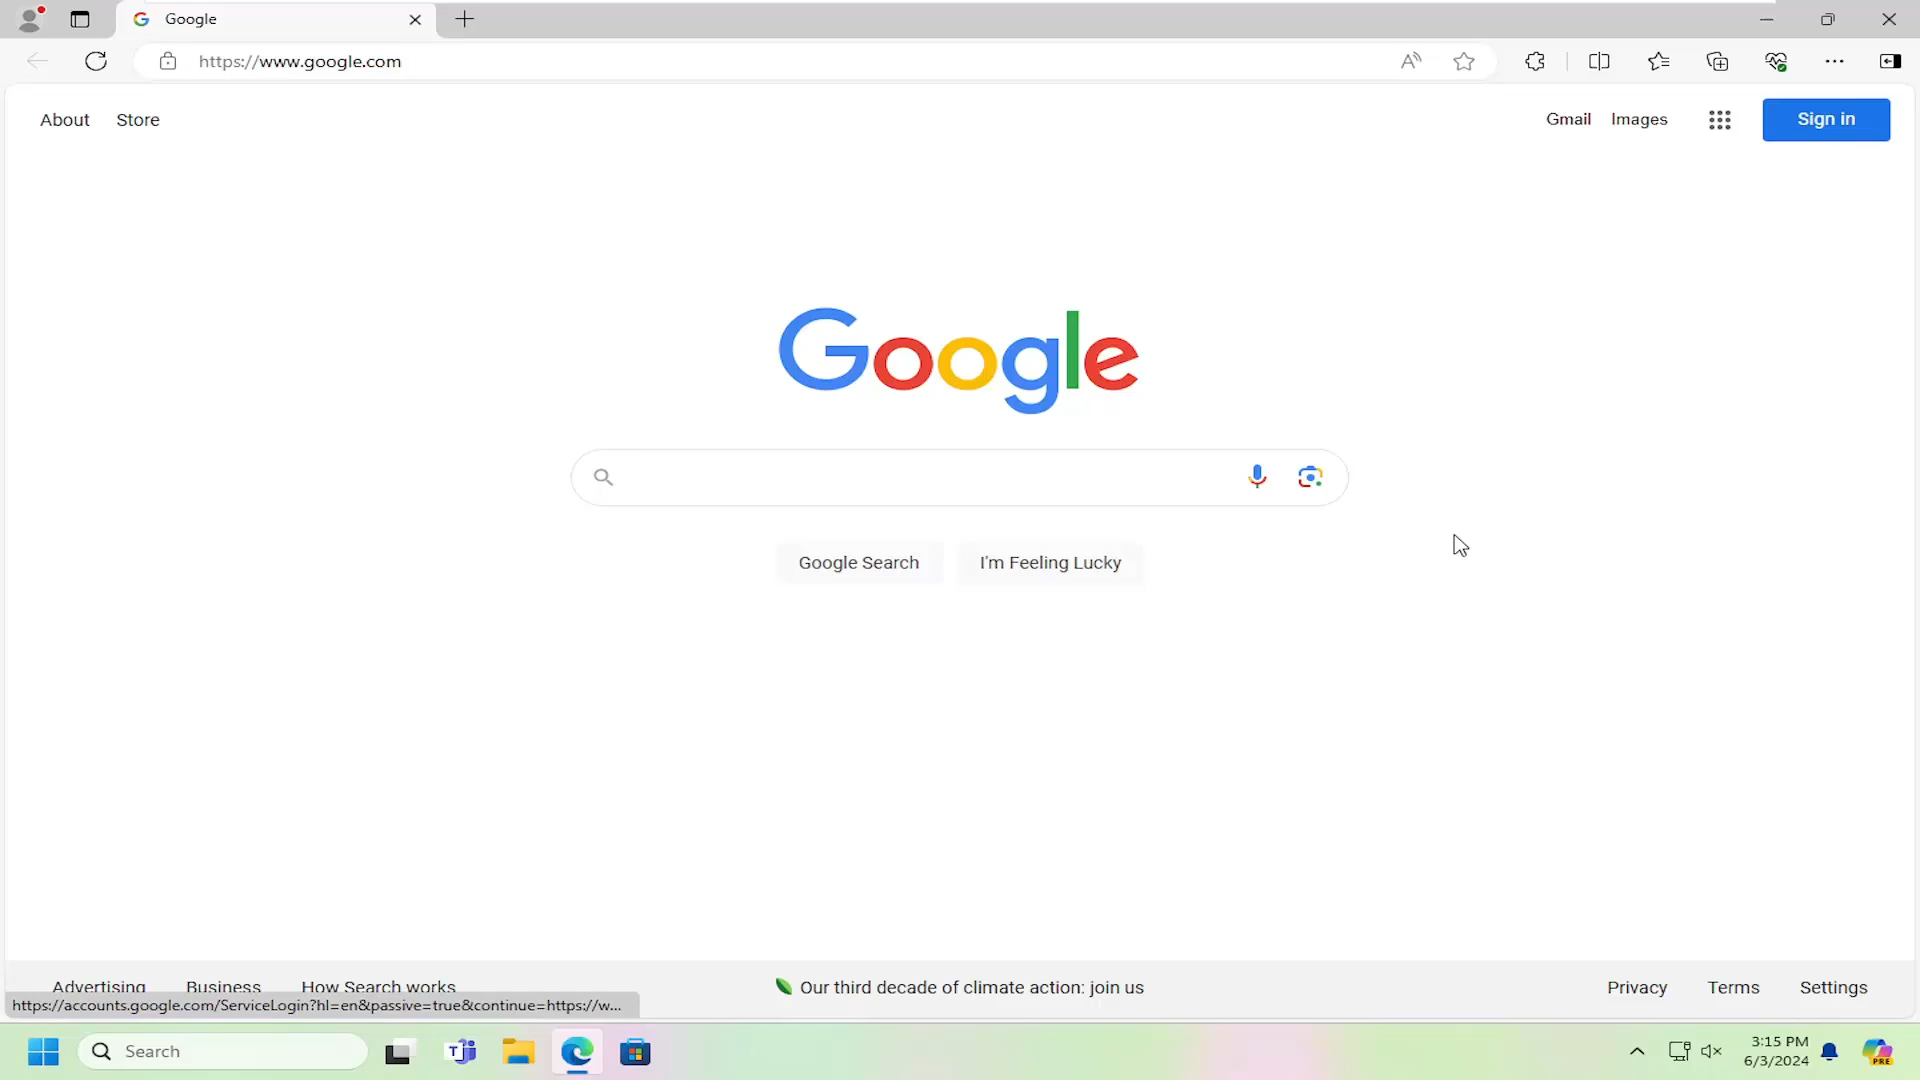 Google
https://www.google.com
About Store
Gmail Images Sign in
Google
Google Search I'm Feeling Lucky
Advertising Business How Search works
Our third decade of climate action: join us
Privacy Terms Settings
https://accounts.google.com/ServiceLogin?hl=en&passive=true&continue=https://w...
Search
3:15 PM
6/3/2024
PRE